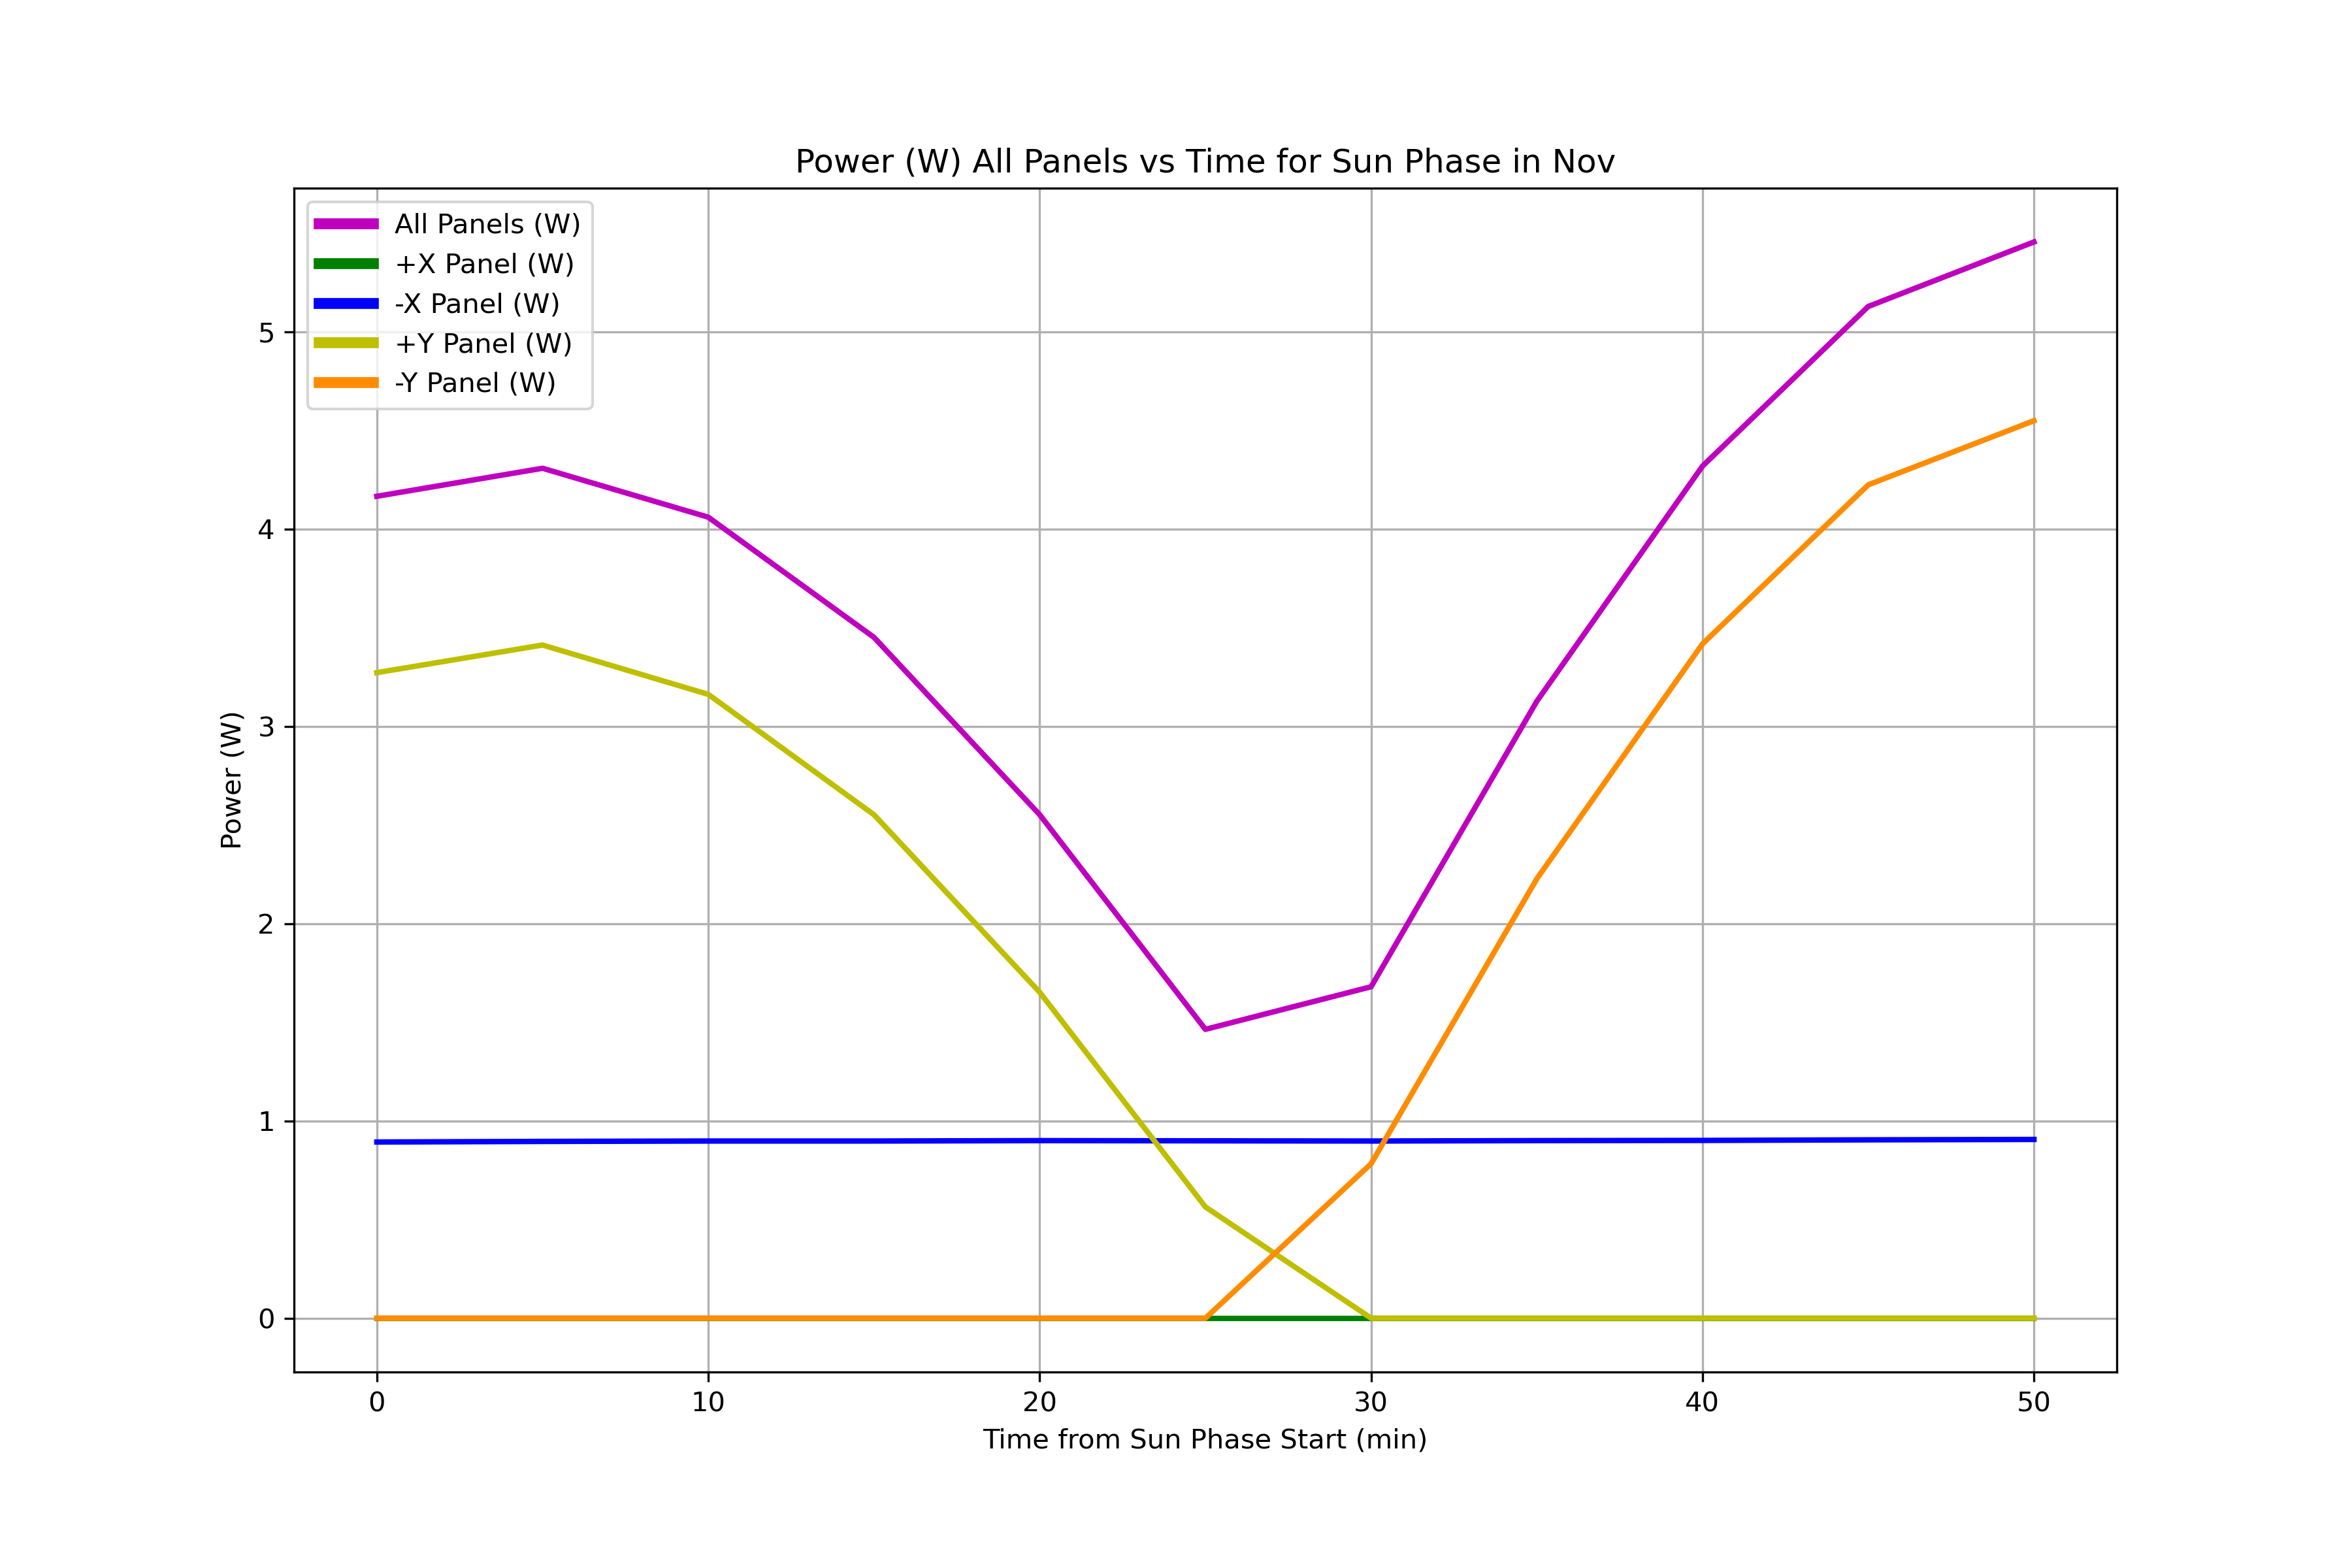 Power (W) All Panels vs Time for Sun Phase in Nov
All Panels (W)
+X Panel (W)
-X Panel (W)
+Y Panel (W)
-Y Panel (W)
Power (W)
5
4
3
2
1
0
0 10 20 30 40 50
Time from Sun Phase Start (min)